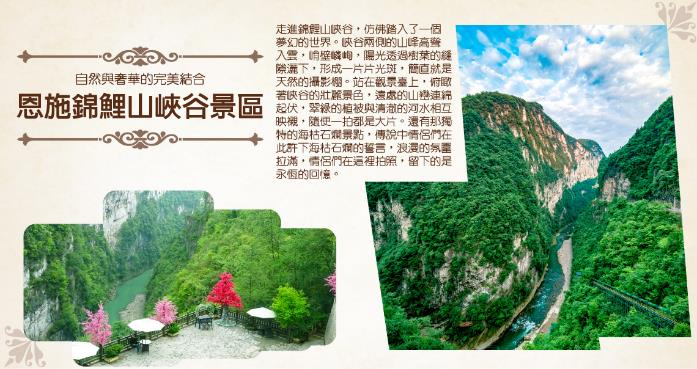 自然與奢華的完美結合
恩施錦鯉山峽谷景區
走進錦鯉山峽谷，仿佛踏入了一個
夢幻的世界。峽谷兩側的山峰高聳
入雲，峭壁嶙峋，陽光透過樹葉的縫
隙灑下，形成一片片光斑，簡直就是
天然的攝影棚。站在觀景臺上，俯瞰
著峽谷的壯麗景色，遠處的山巒連綿
起伏，翠綠的植被與清澈的河水相互
映襯，隨便一拍都是大片。還有那獨
特的海枯石爛景點，傳說中情侶們在
此許下海枯石爛的誓言，浪漫的氛圍
拉滿，情侶們在這裡拍照，留下的是
永恆的回憶。